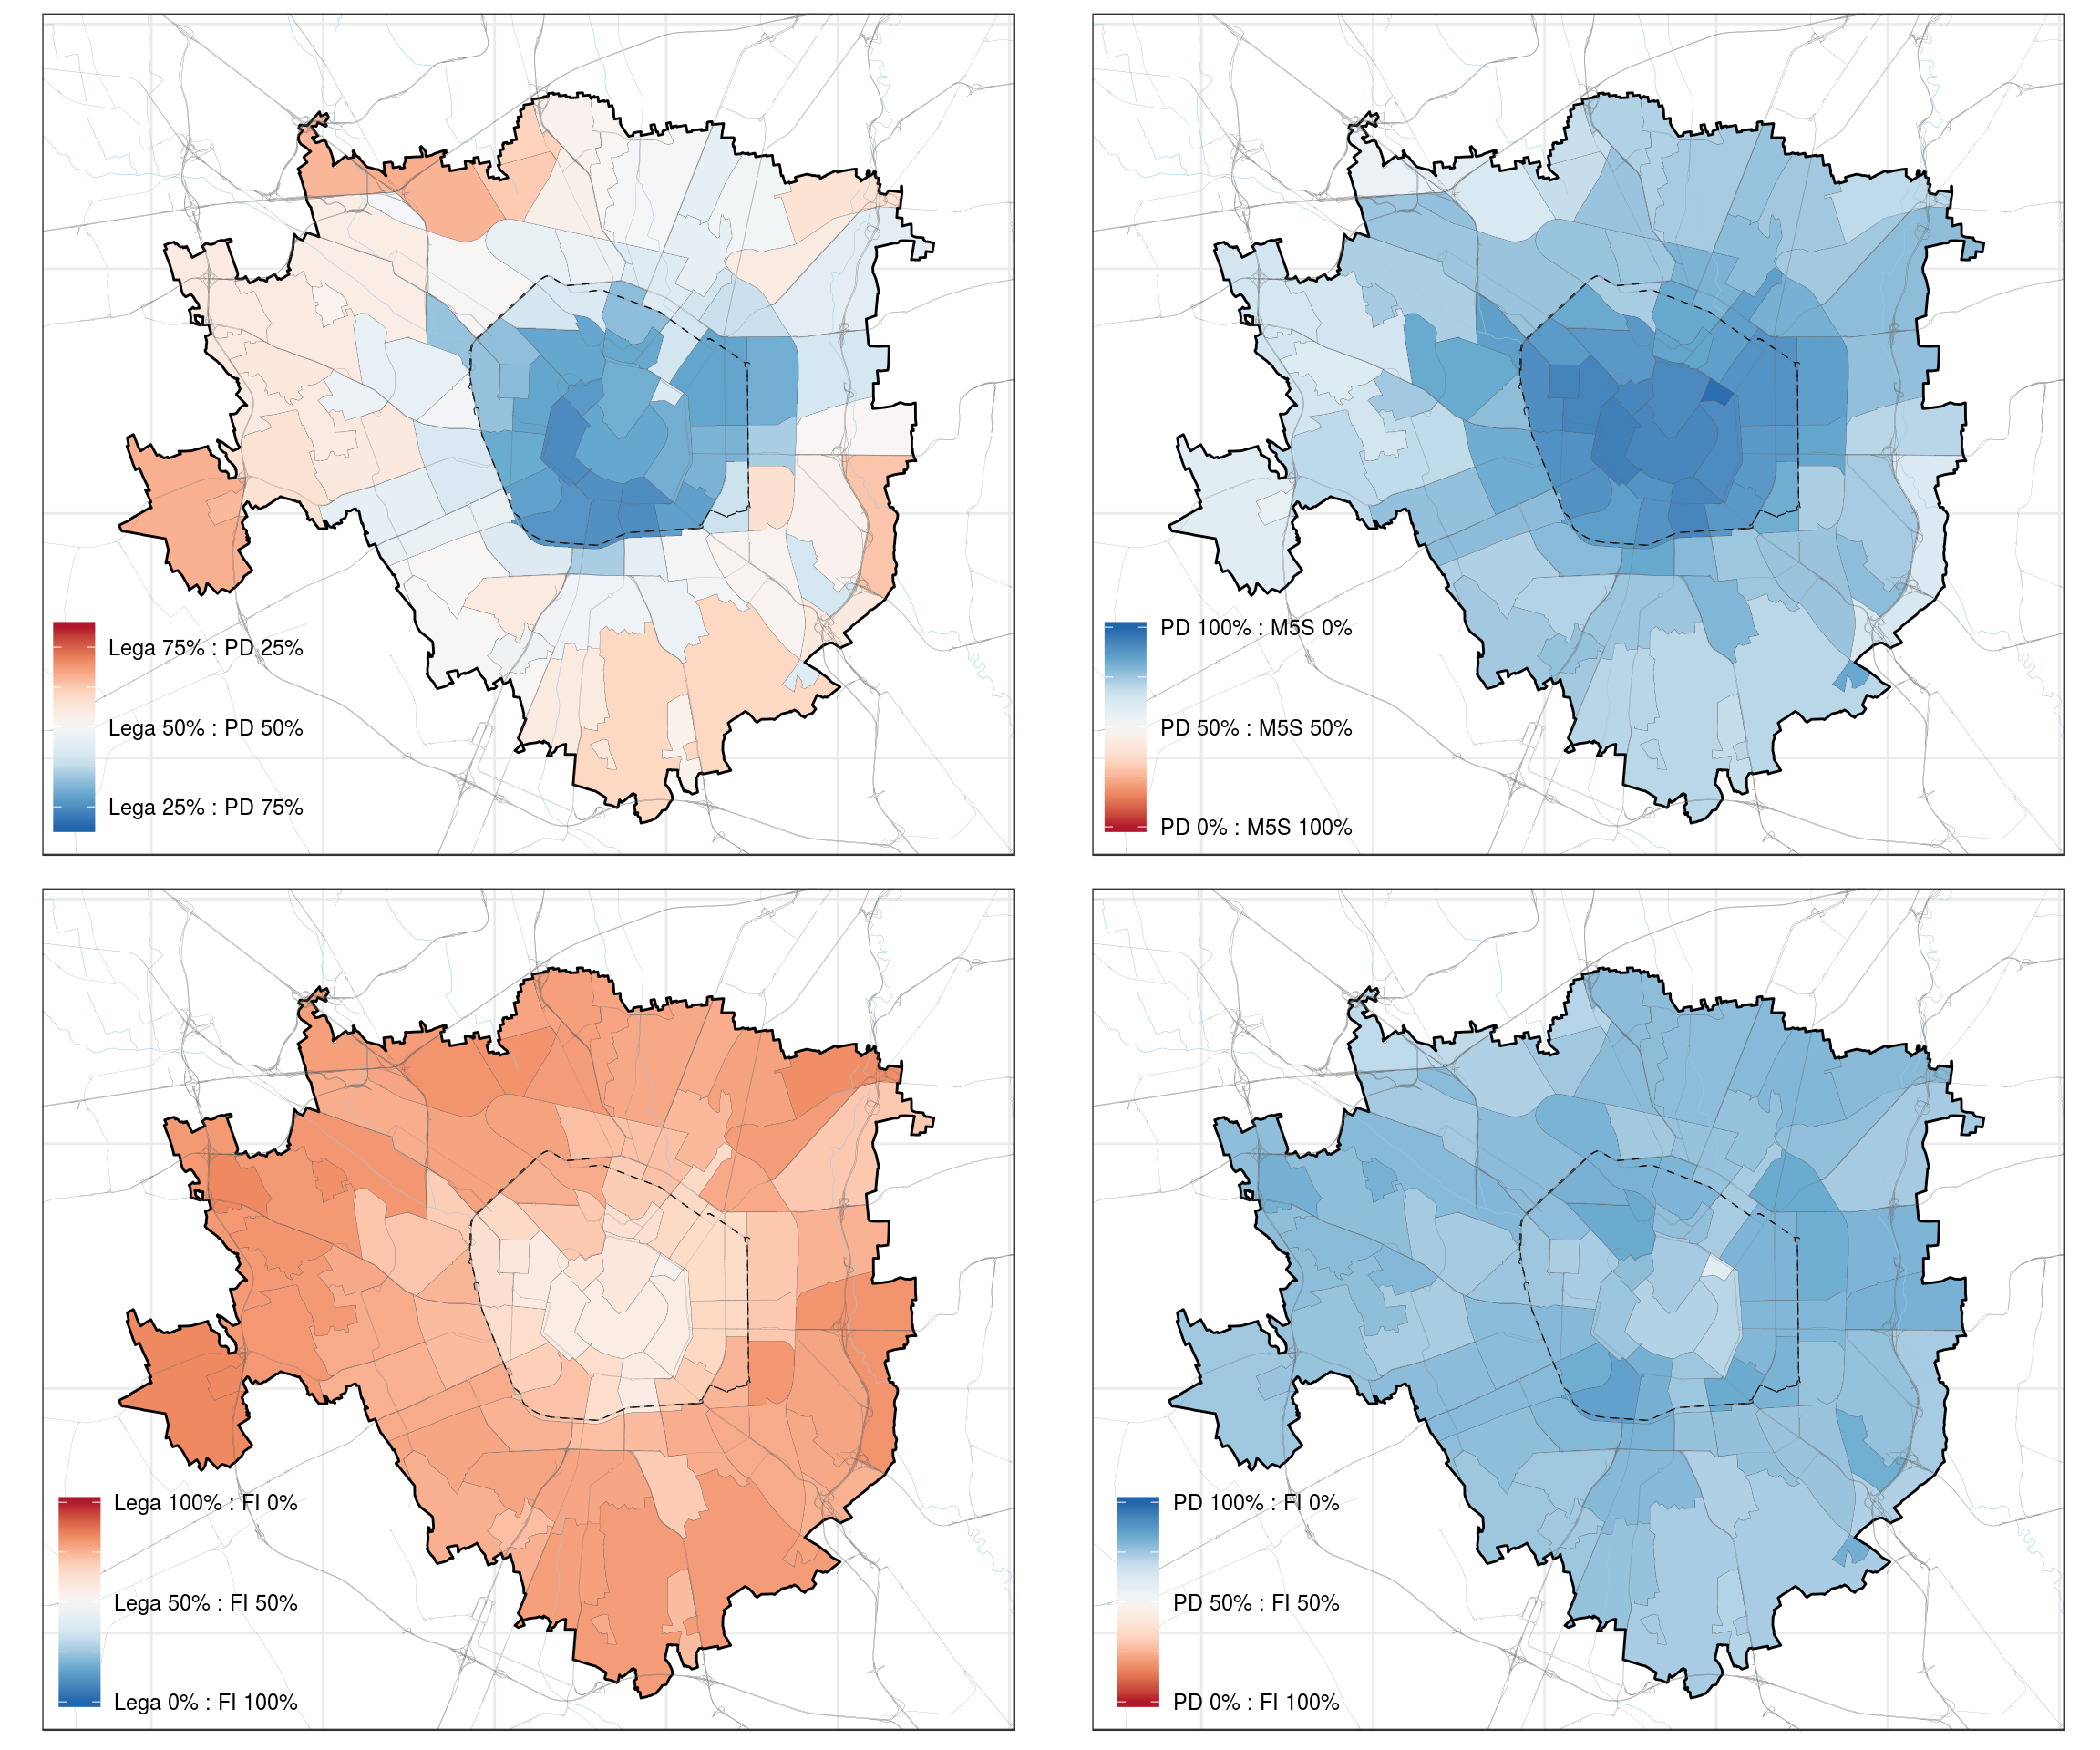 Lega 75% : PD 25%
Lega 50% : PD 50%
Lega 25% : PD 75%
PD 100% : M5S 0%
PD 50% : M5S 50%
PD 0% : M5S 100%
Lega 100% : FI 0%
Lega 50% : FI 50%
Lega 0% : FI 100%
PD 100% : FI 0%
PD 50% : FI 50%
PD 0% : FI 100%